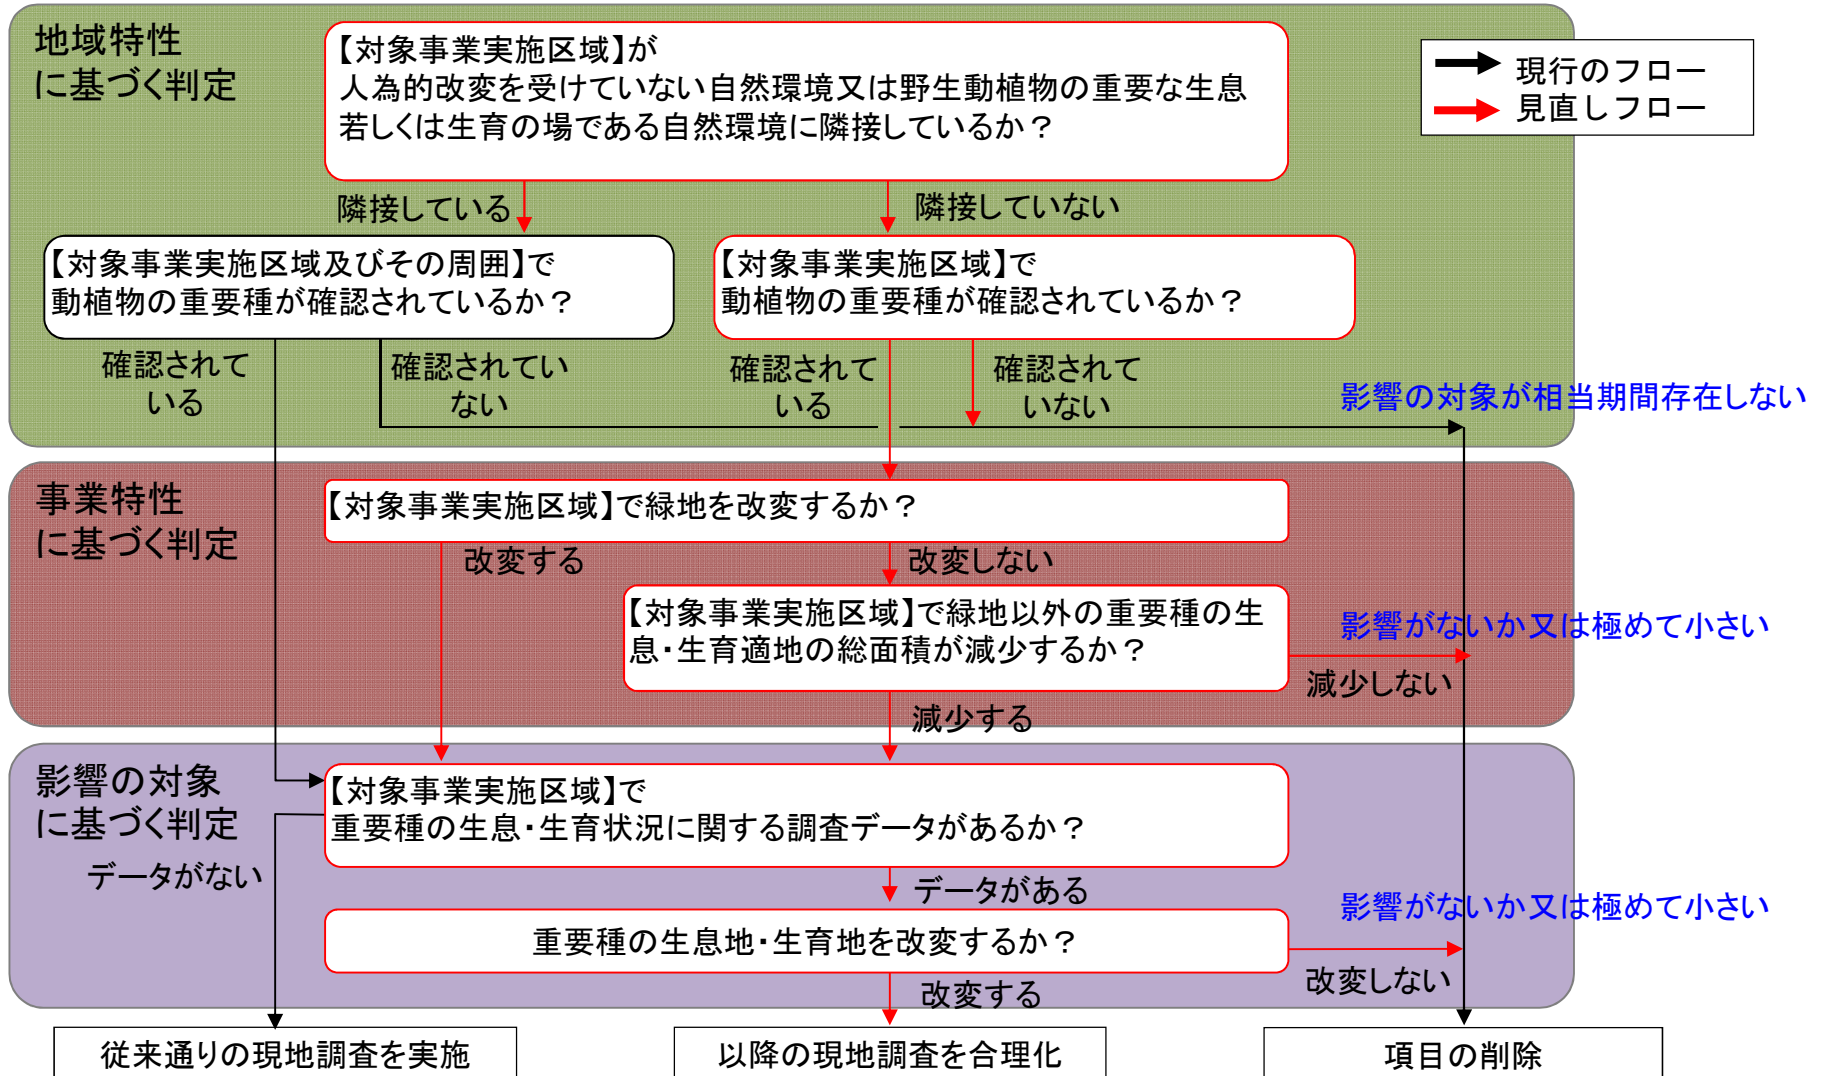 地域特性
に基づく判定
【対象事業実施区域】が
人為的改変を受けていない自然環境又は野生動植物の重要な生息
若しくは生育の場である自然環境に隣接しているか？
現行のフロー
見直しフロー
隣接している
隣接していない
【対象事業実施区域及びその周囲】で
動植物の重要種が確認されているか？
【対象事業実施区域】で
動植物の重要種が確認されているか？
確認されて
いる
確認されてい
ない
確認されて
いる
確認されて
いない
影響の対象が相当期間存在しない
事業特性
に基づく判定
【対象事業実施区域】で緑地を改変するか？
改変する
改変しない
【対象事業実施区域】で緑地以外の重要種の生
息・生育適地の総面積が減少するか？
影響がないか又は極めて小さい
減少しない
減少する
影響の対象
に基づく判定
【対象事業実施区域】で
重要種の生息・生育状況に関する調査データがあるか？
データがない
データがある
重要種の生息地・生育地を改変するか？
影響がないか又は極めて小さい
改変しない
改変する
従来通りの現地調査を実施
以降の現地調査を合理化
項目の削除